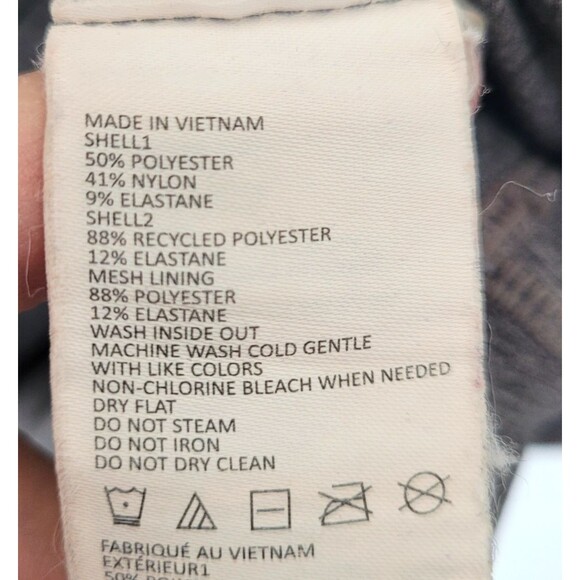 MADE IN VIETNAM
SHELL1
50% POLYESTER
41% NYLON
9% ELASTANE
SHELL2
88% RECYCLED POLYESTER
12% ELASTANE
MESH LINING
88% POLYESTER
12% ELASTANE
WASH INSIDE OUT
MACHINE WASH COLD GENTLE
WITH LIKE COLORS
NON-CHLORINE BLEACH WHEN NEEDED
DRY FLAT
DO NOT STEAM
DO NOT IRON
DO NOT DRY CLEAN
FABRIQUÉ AU VIETNAM
EXTÉRIEUR1
50%